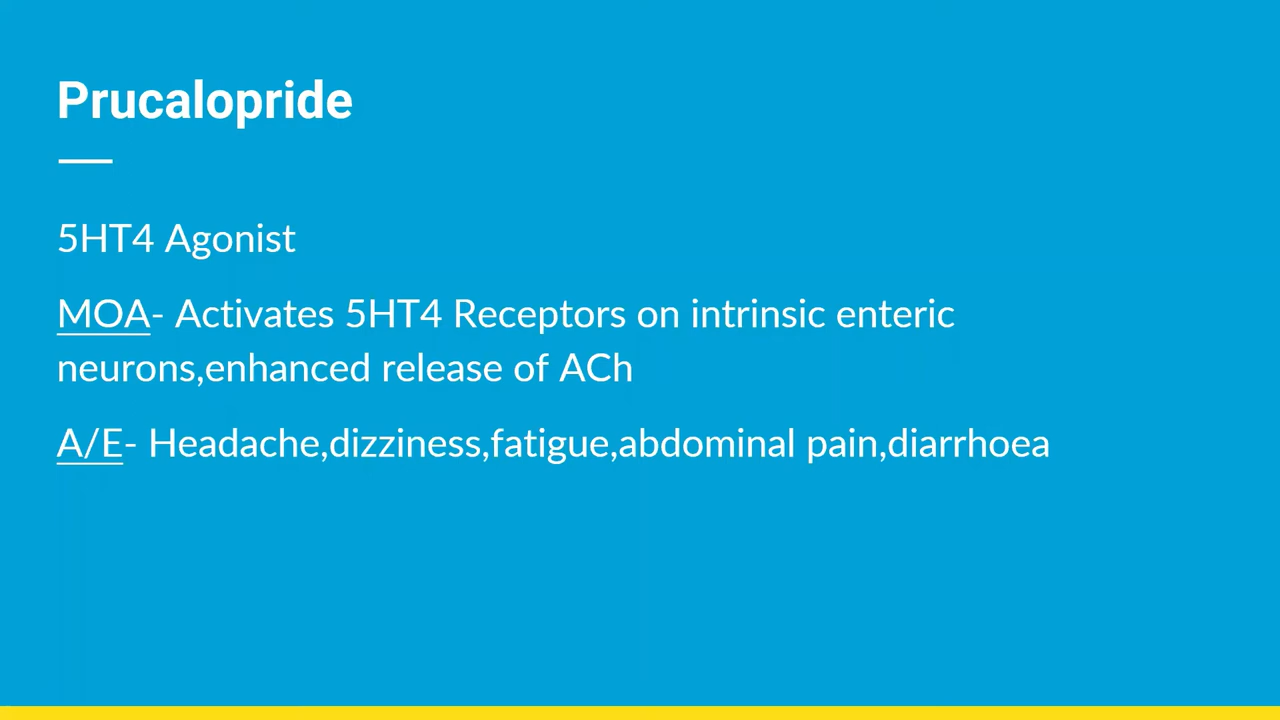 Prucalopride
5HT4 Agonist
MOA- Activates 5HT4 Receptors on intrinsic enteric
neurons,enhanced release of ACh
A/E- Headache,dizziness,fatigue,abdominal pain,diarrhoea